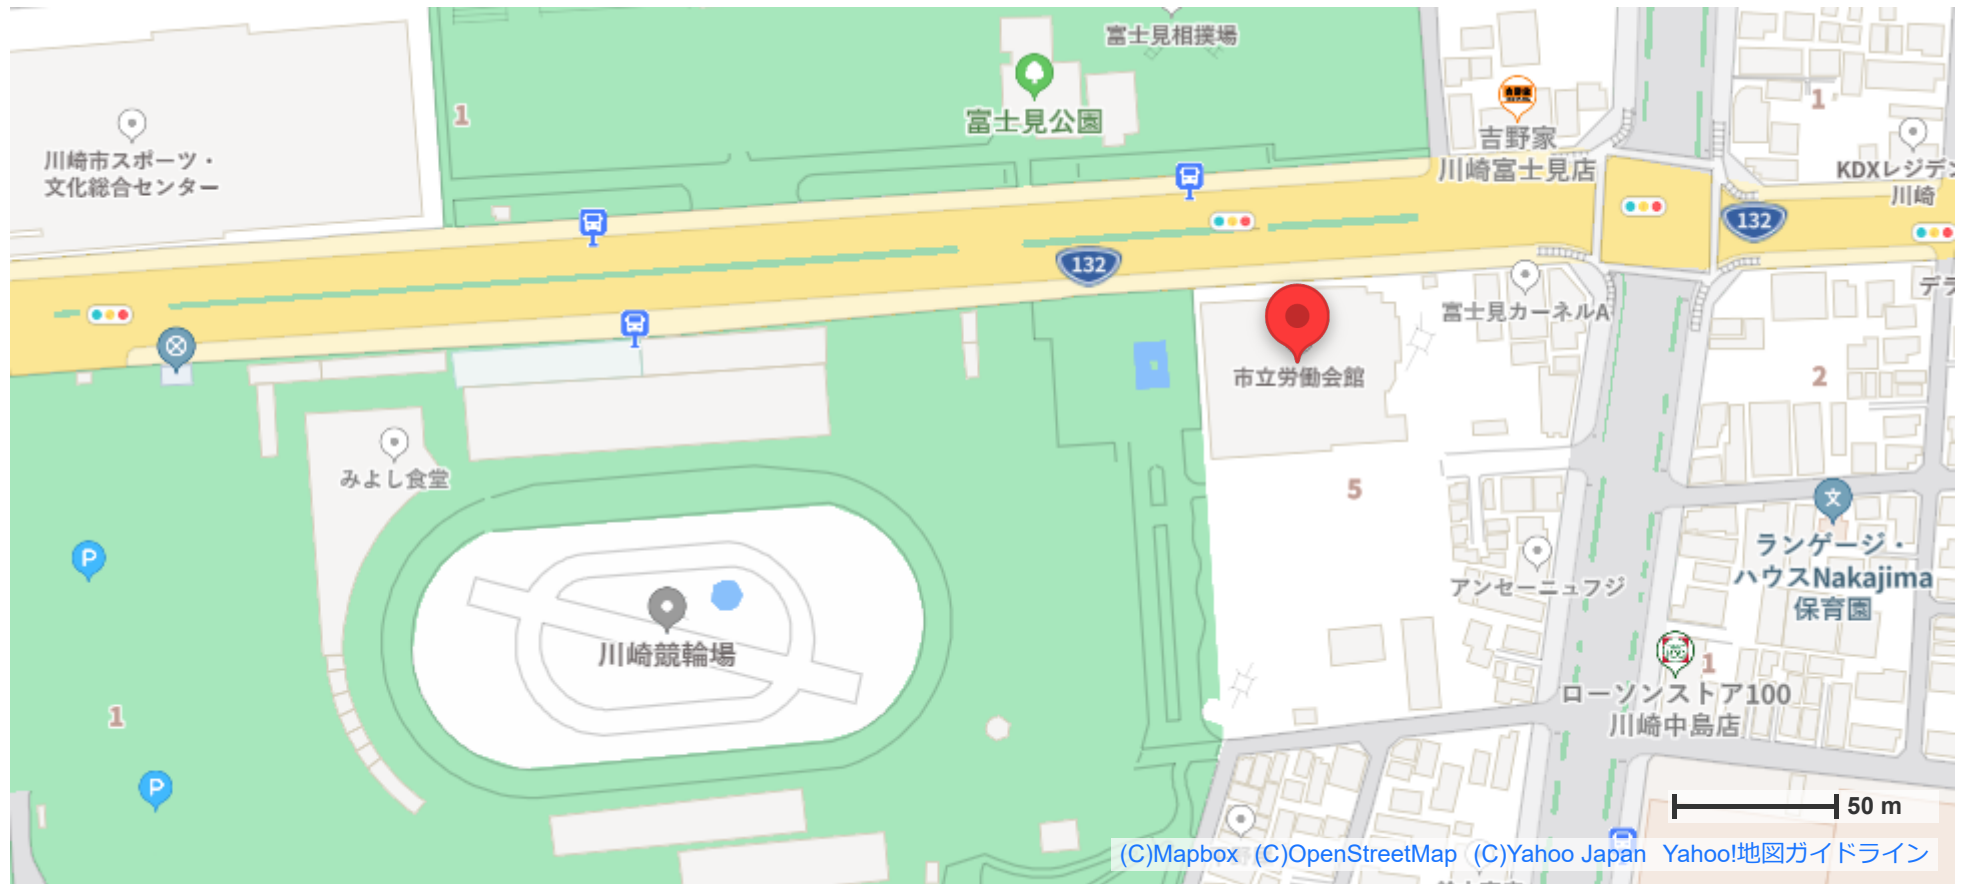 富士見相撲場
1
富士見公園
川崎市スポーツ・
文化総合センター
吉野家
川崎富士見店
1
KDXレジデン
川崎
132
132
富士見カーネルA
デラ
市立労働会館
2
みよし食堂
5
文
ランゲージ・
ハウスNakajima
保育園
アンセーニュフジ
P
川崎競輪場
1
ローソンストア100
川崎中島店
1
P
50 m
(C)Mapbox (C)OpenStreetMap (C)Yahoo Japan Yahoo!地図ガイドライン